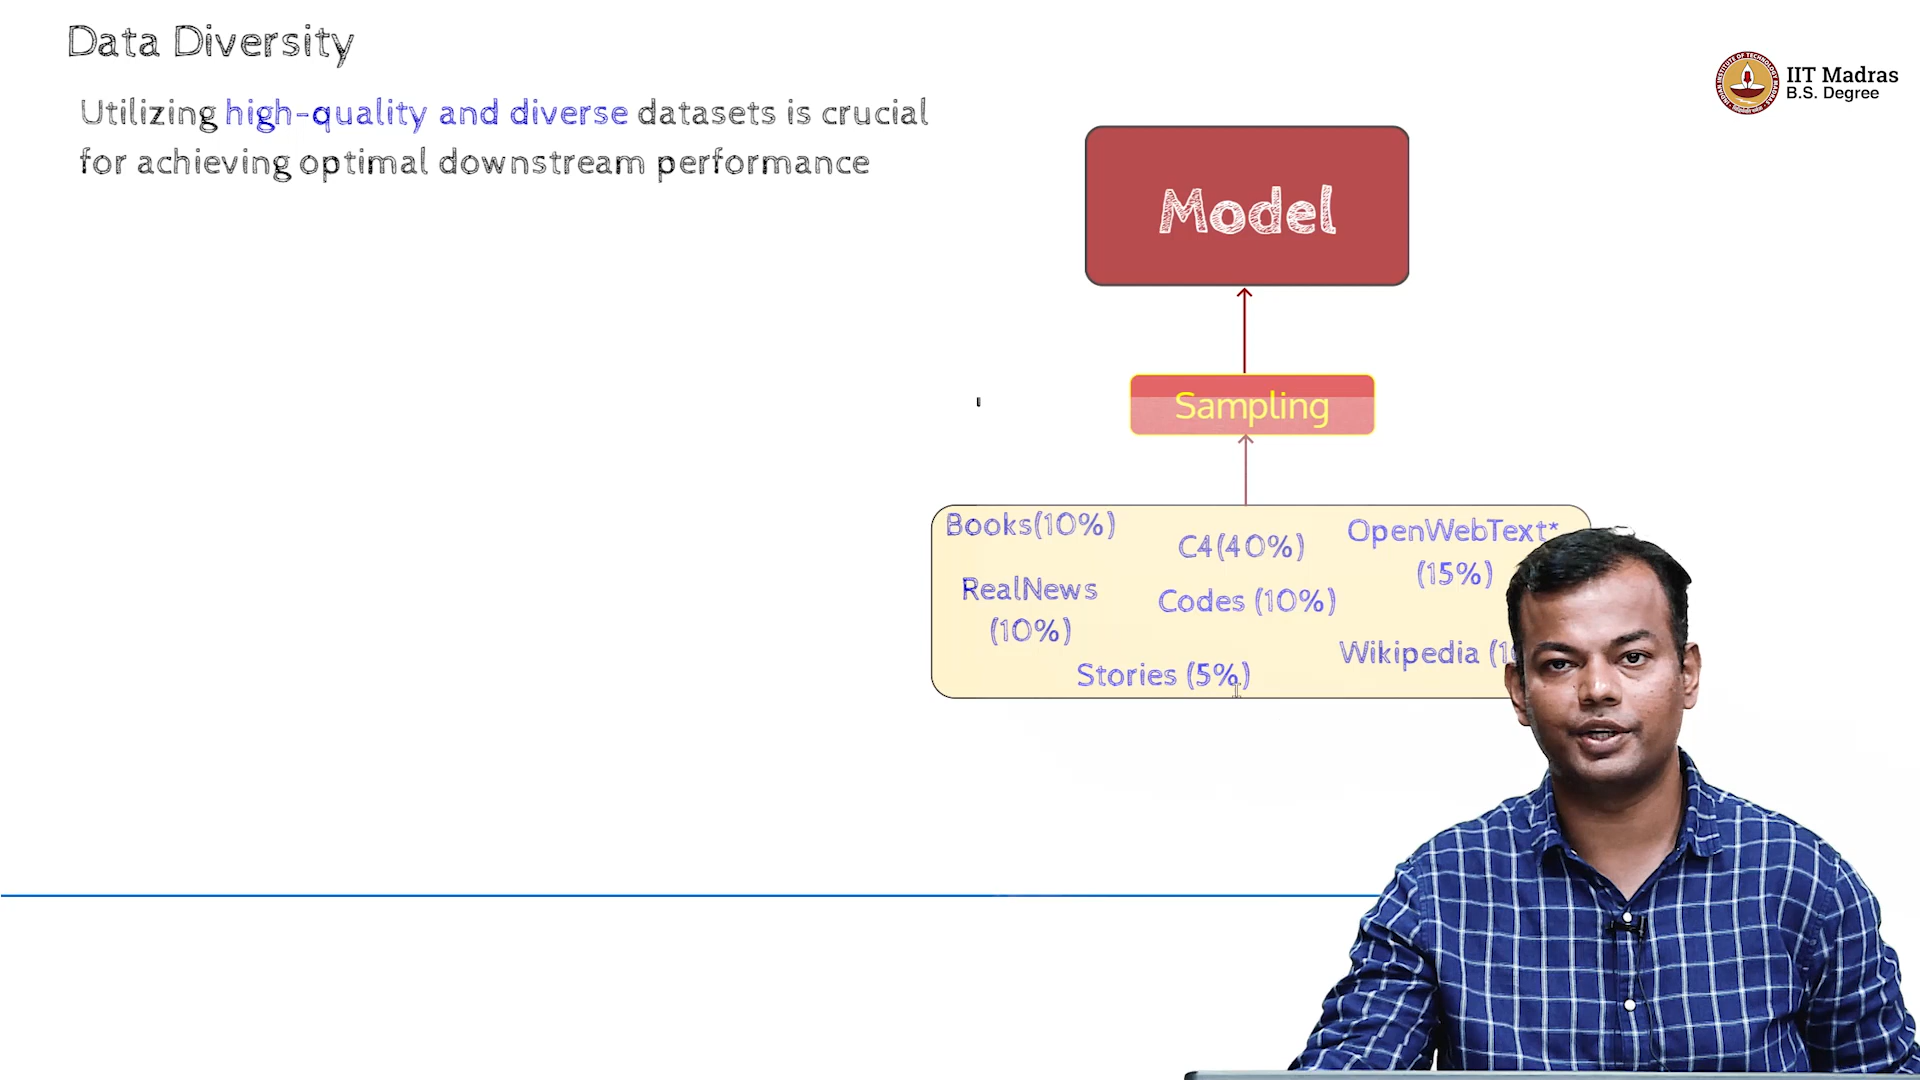 Data Diversity
Utilizing high-quality and diverse datasets is crucial
for achieving optimal downstream performance
IIT Madras
B.S. Degree
Model
Sampling
Books(10%)
C4(40%)
OpenWebText*
(15%)
RealNews
(10%)
Codes (10%)
Wikipedia
Stories (5%)